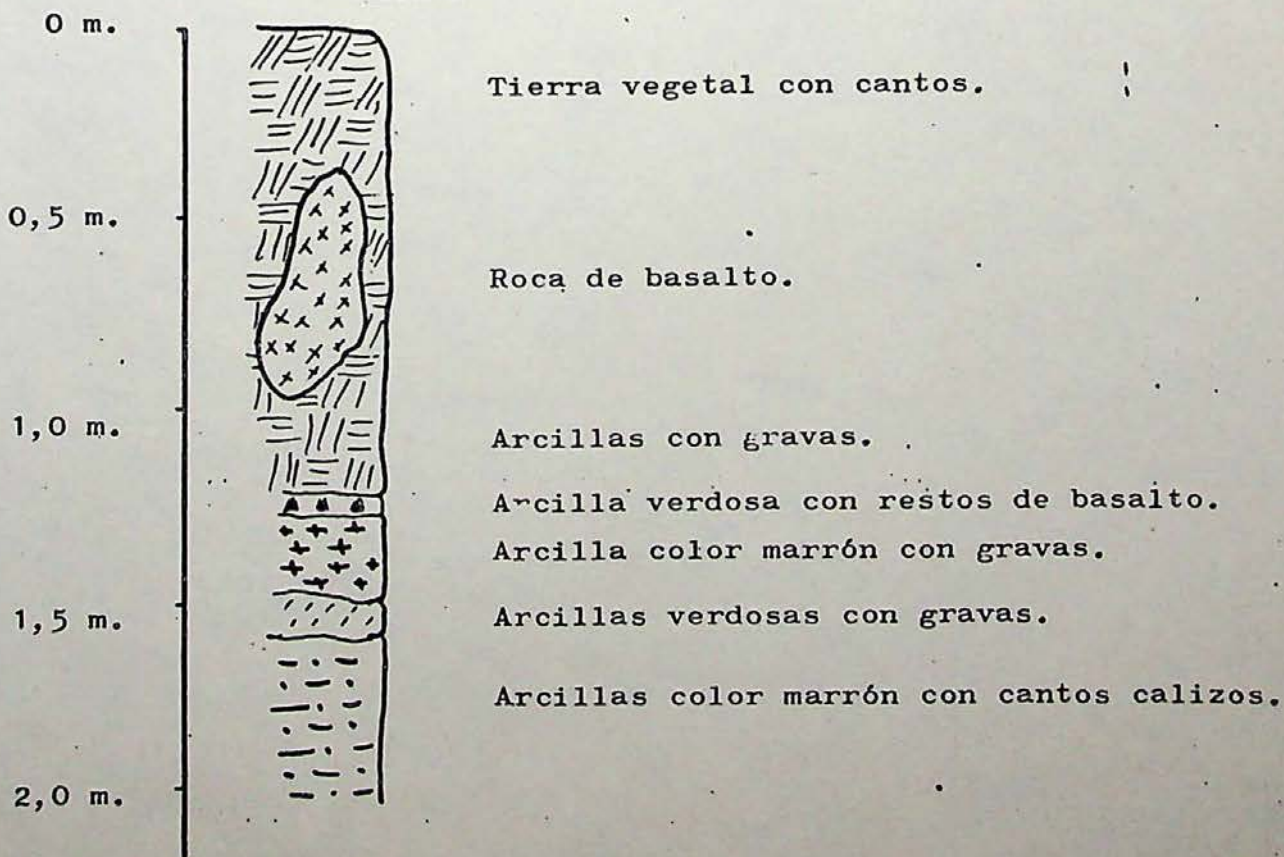 0 m.
Tierra vegetal con cantos.
0,5 m.
Roca de basalto.
1,0 m.
Arcillas con gravas.
Arcilla verdosa con restos de basalto.
Arcilla color marrón con gravas.
1,5 m.
Arcillas verdosas con gravas.
Arcillas color marrón con cantos calizos.
2,0 m.